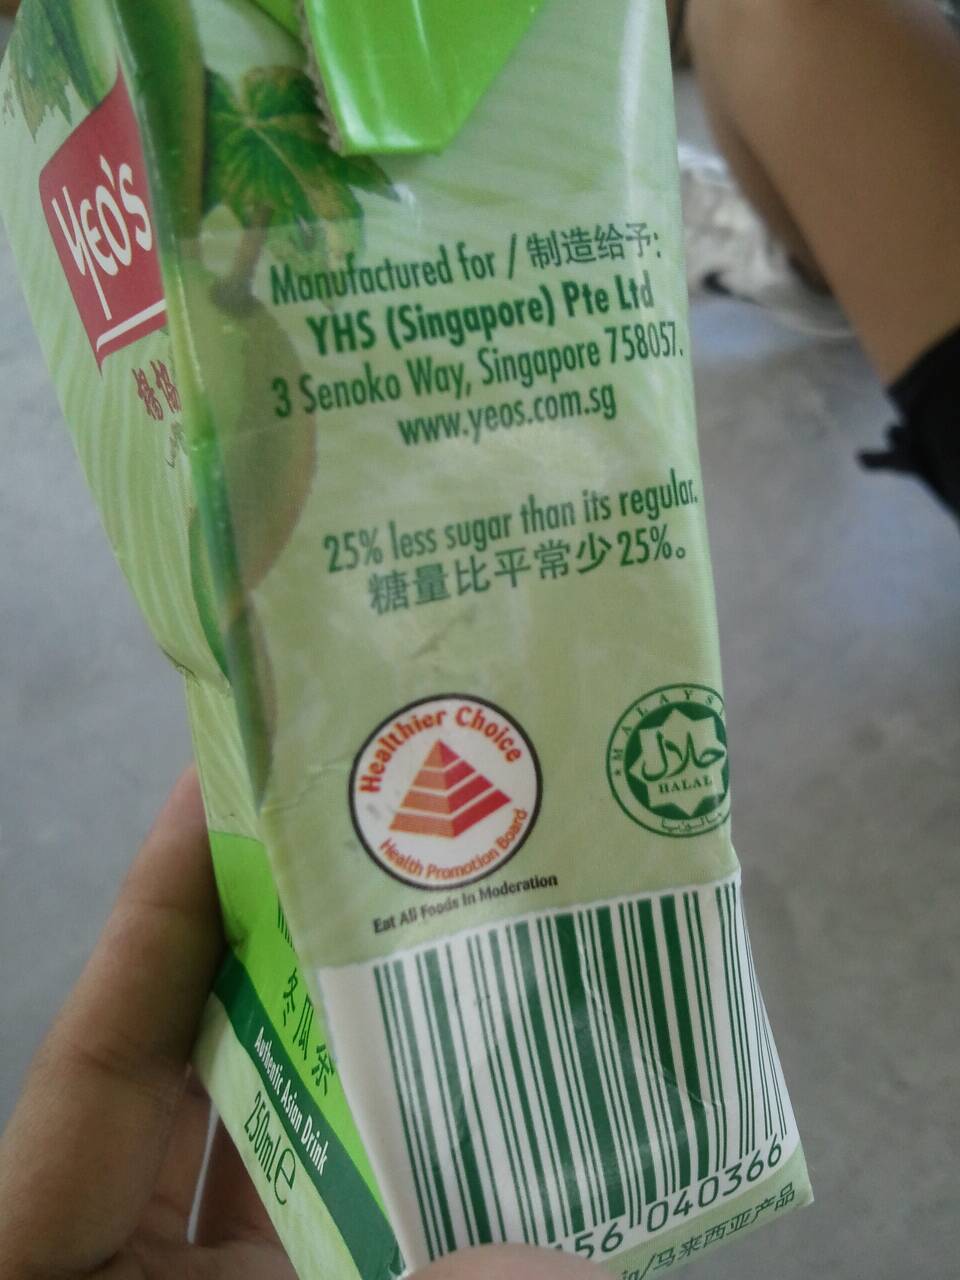 Yeo's
Manufactured for / 制造给予:
YHS (Singapore) Pte Ltd
3 Senoko Way, Singapore 758057.
www.yeos.com.sg
25% less sugar than its regular.
糖量比平常少25%。
Healthier Choice
Health Promotion Board
Eat All Foods In Moderation
حلال
HALAL
冬瓜
Authentic Asian Drink
250mLe
56 040366
/马来西亚产品